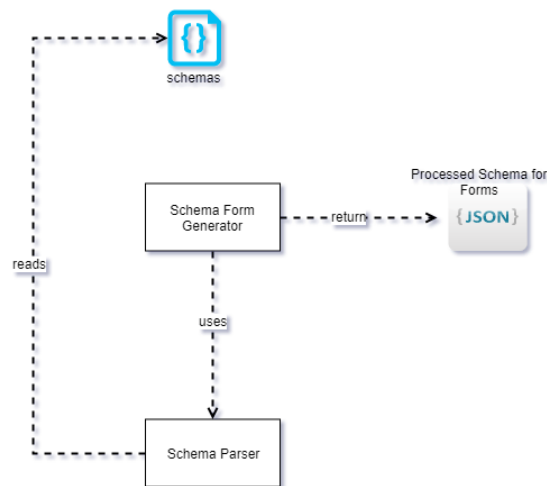 {}
schemas
Processed Schema for
Forms
{JSON}
Schema Form
Generator
return
reads
uses
Schema Parser